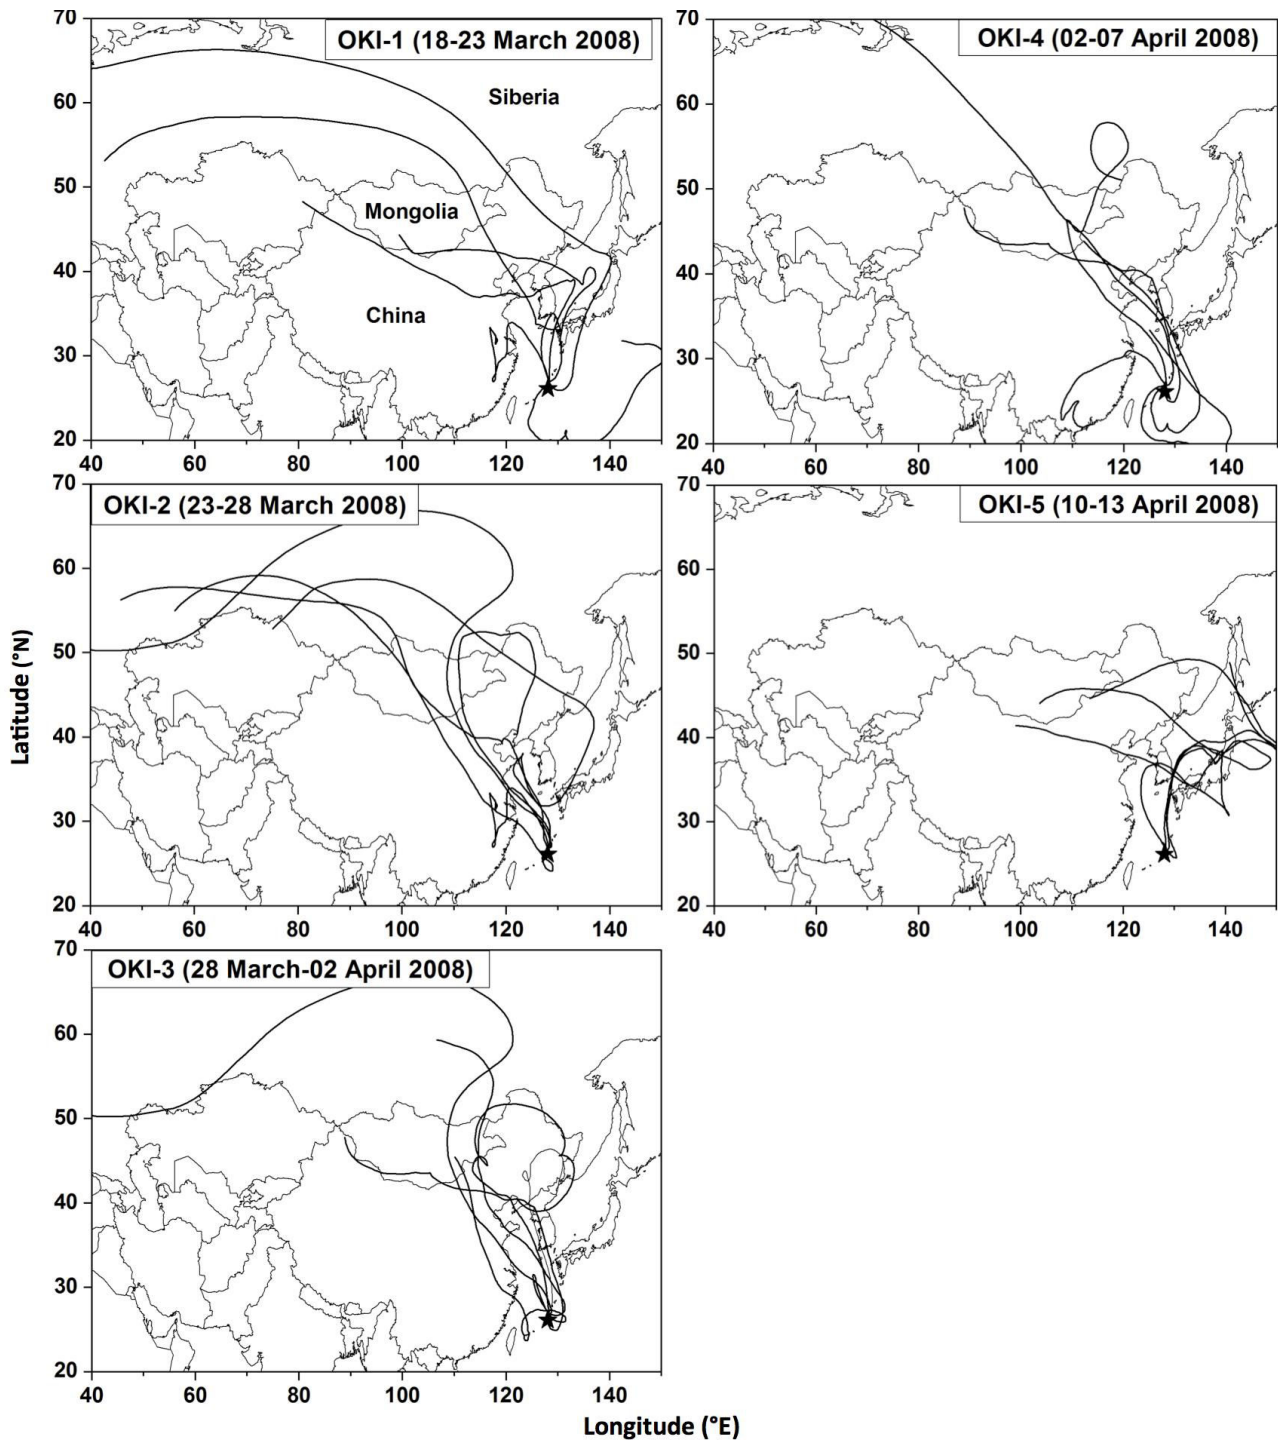 OKI-1 (18-23 March 2008)
70
60
50
40
30
20
Siberia
Mongolia
China
40 60 80 100 120 140
OKI-4 (02-07 April 2008)
70
60
50
40
30
20
40 60 80 100 120 140
OKI-2 (23-28 March 2008)
70
60
50
40
30
20
40 60 80 100 120 140
OKI-5 (10-13 April 2008)
70
60
50
40
30
20
40 60 80 100 120 140
OKI-3 (28 March-02 April 2008)
70
60
50
40
30
20
40 60 80 100 120 140
Latitude (°N)
Longitude (°E)